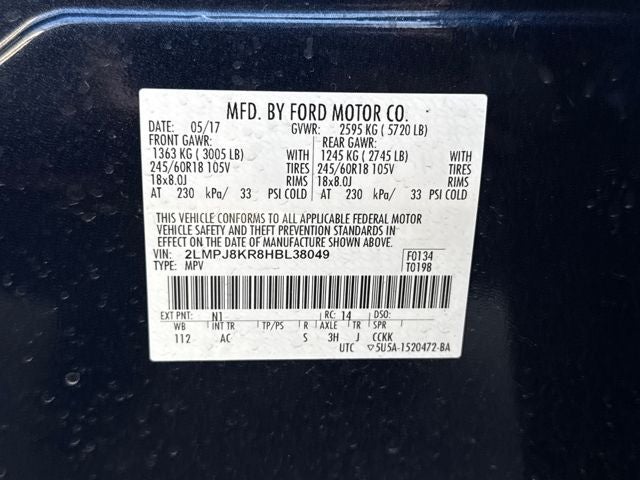 MFD. BY FORD MOTOR CO.
DATE: 05/17 GVWR: 2595 KG ( 5720 LB)
FRONT GAWR: REAR GAWR:
1363 KG ( 3005 LB) WITH 1245 KG ( 2745 LB) WITH
245/60R18 105V TIRES 245/60R18 105V TIRES
18x8.0J RIMS 18x8.0J RIMS
AT 230 kPa/ 33 PSI COLD AT 230 kPa/ 33 PSI COLD
THIS VEHICLE CONFORMS TO ALL APPLICABLE FEDERAL MOTOR
VEHICLE SAFETY AND THEFT PREVENTION STANDARDS IN
EFFECT ON THE DATE OF MANUFACTURE SHOWN ABOVE.
VIN: 2LMPJ8KR8HBL38049 F0134
TYPE: MPV T0198
EXT PNT: N1 RC: 14 DSO:
WB INT TR TP/PS R AXLE TR SPR
112 AC S 3H J CCKK
UTC ▽5U5A-1520472-BA